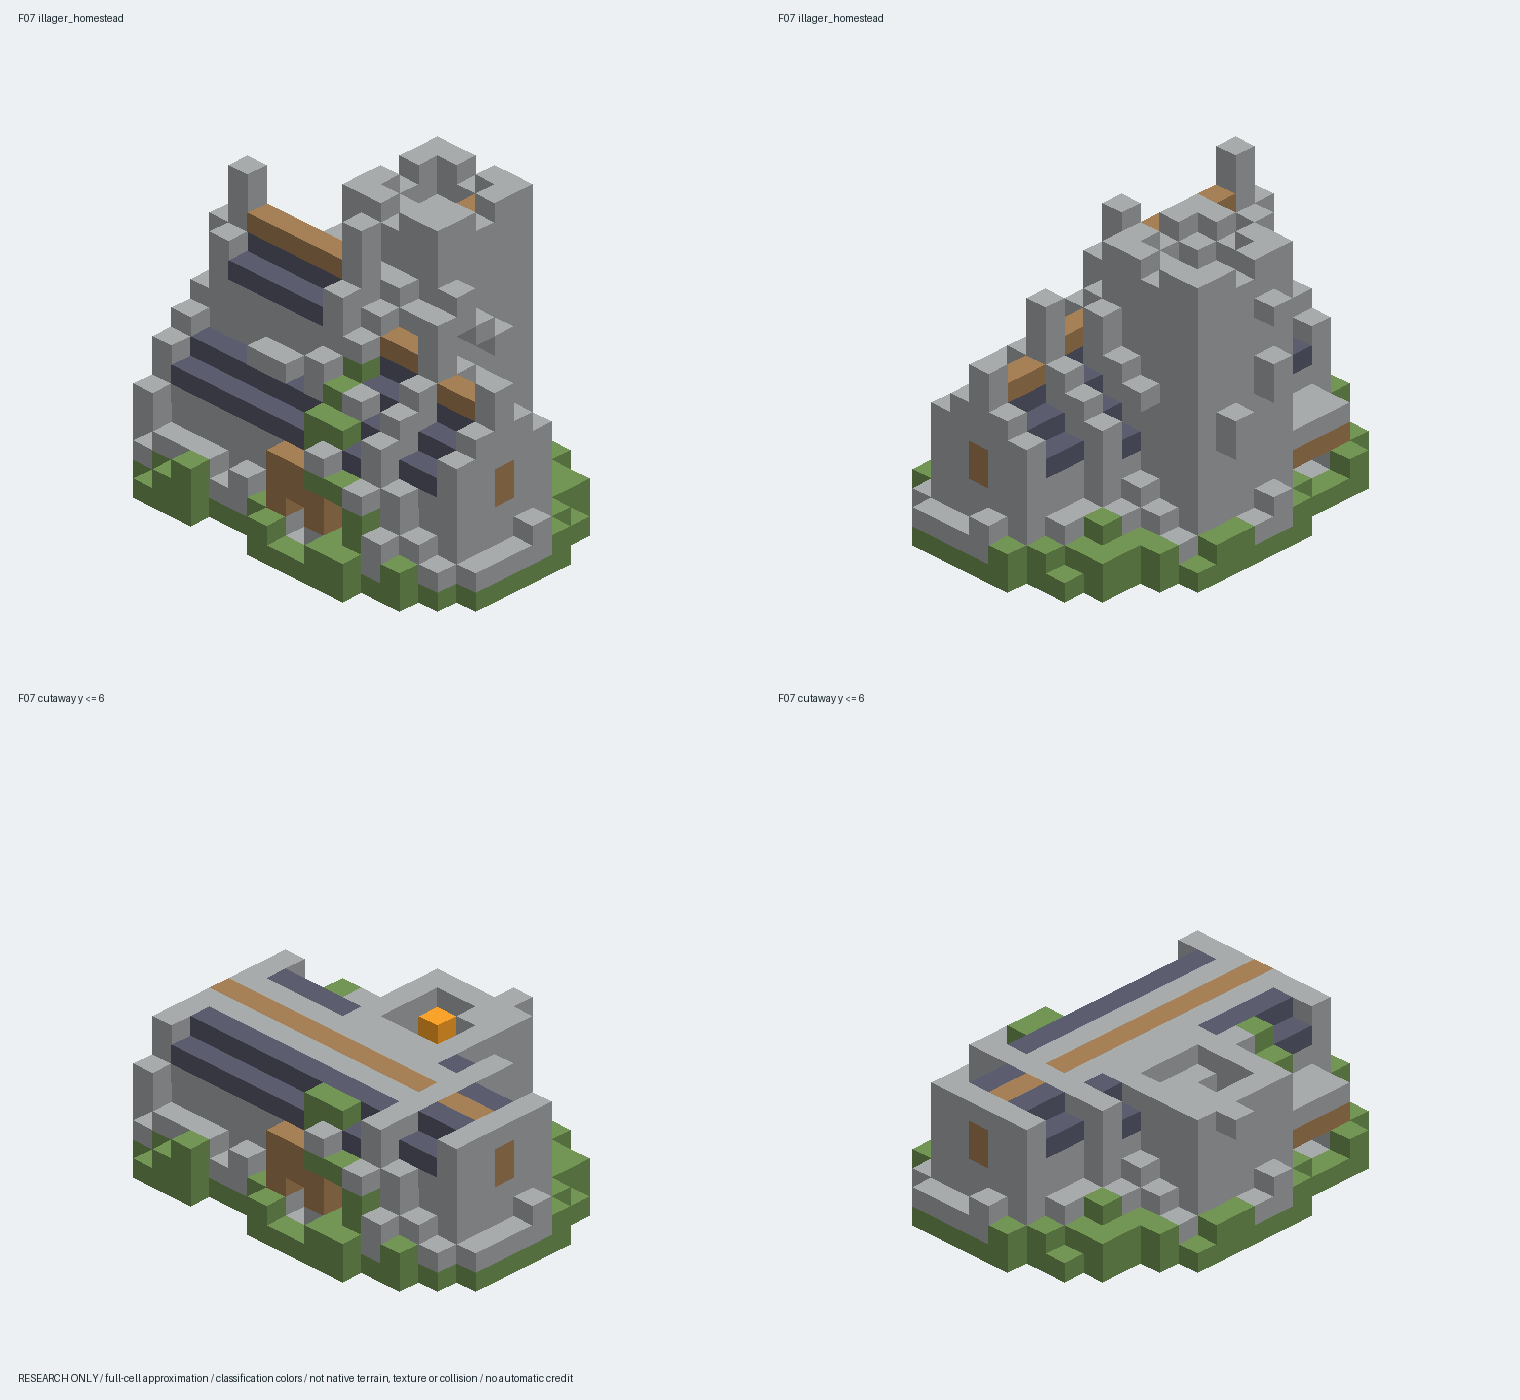 F07 illager_homestead
F07 illager_homestead
F07 cutaway y <= 6
F07 cutaway y <= 6
RESEARCH ONLY / full-cell approximation / classification colors / not native terrain, texture or collision / no automatic credit